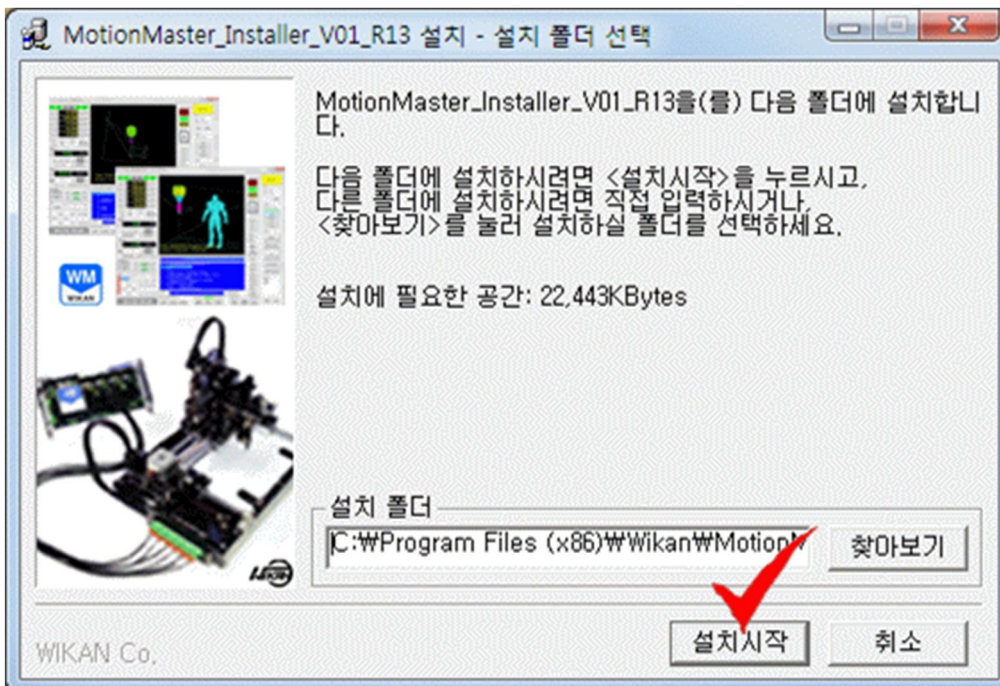 MotionMaster_Installer_V01_R13 설치 - 설치 폴더 선택
MotionMaster_Installer_V01_R13을(를) 다음 폴더에 설치합니
다.
다음 폴더에 설치하시려면 <설치시작>을 누르시고,
다른 폴더에 설치하시려면 직접 입력하시거나,
<찾아보기>를 눌러 설치하실 폴더를 선택하세요.
설치에 필요한 공간: 22,443KBytes
WM
WIKAN
설치 폴더
C:₩Program Files (x86)₩Wikan₩MotionM
찾아보기
WIKAN Co.
설치시작
취소